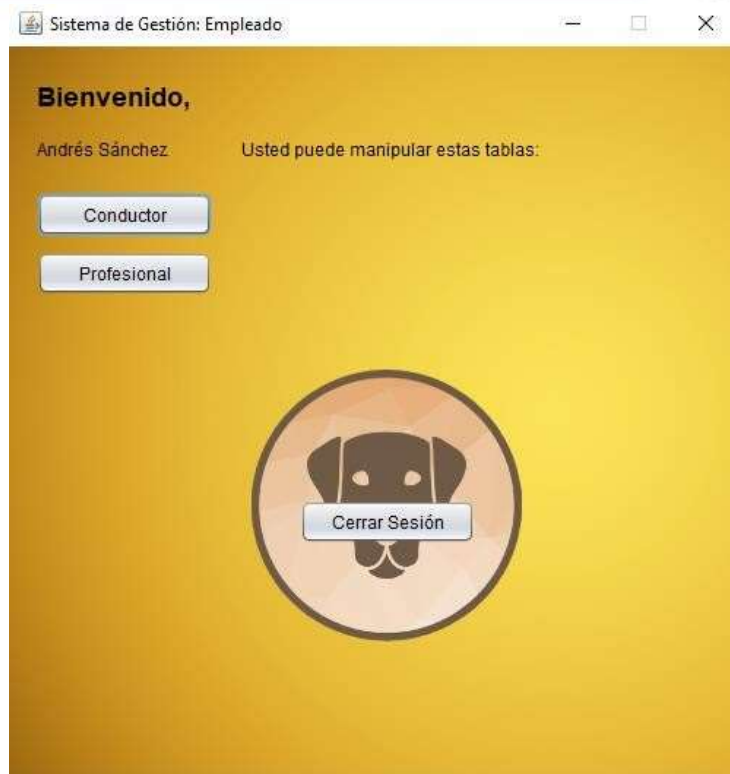 Sistema de Gestión: Empleado
Bienvenido,
Andrés Sánchez Usted puede manipular estas tablas:
Conductor
Profesional
Cerrar Sesión